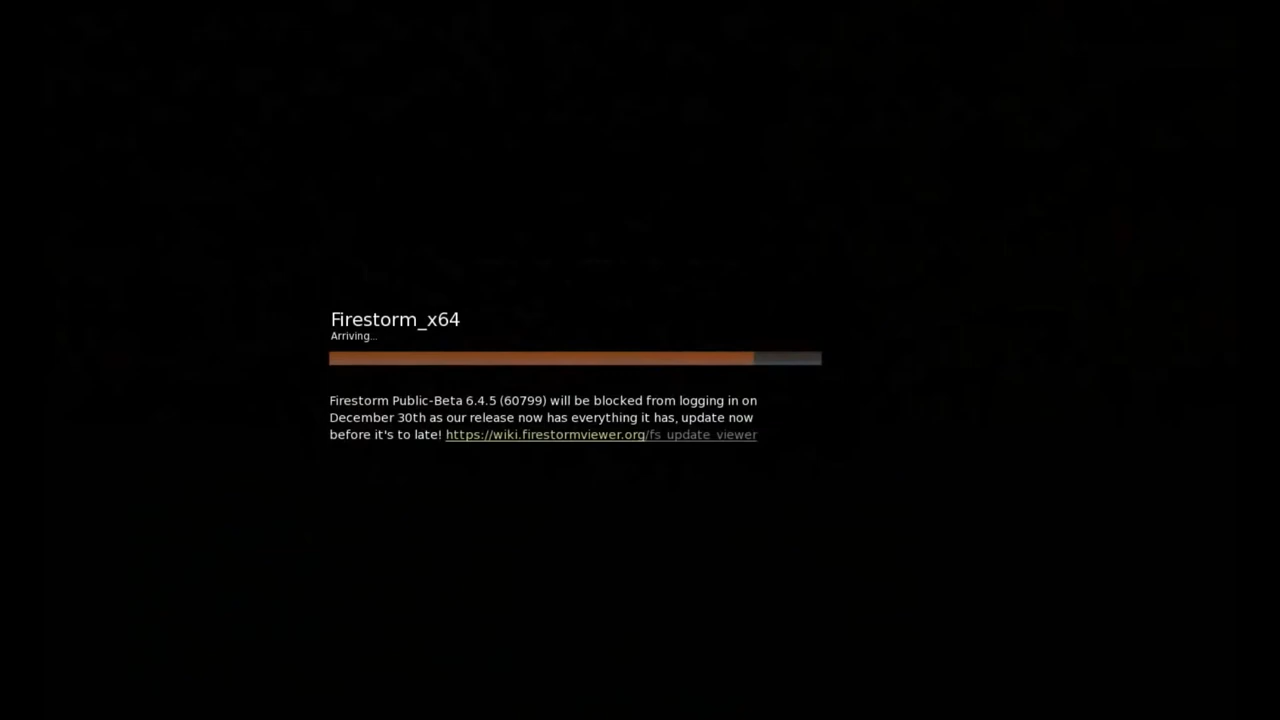 Firestorm_x64
Arriving...
Firestorm Public-Beta 6.4.5 (60799) will be blocked from logging in on
December 30th as our release now has everything it has, update now
before it's to late! https://wiki.firestormviewer.org/fs_update_viewer